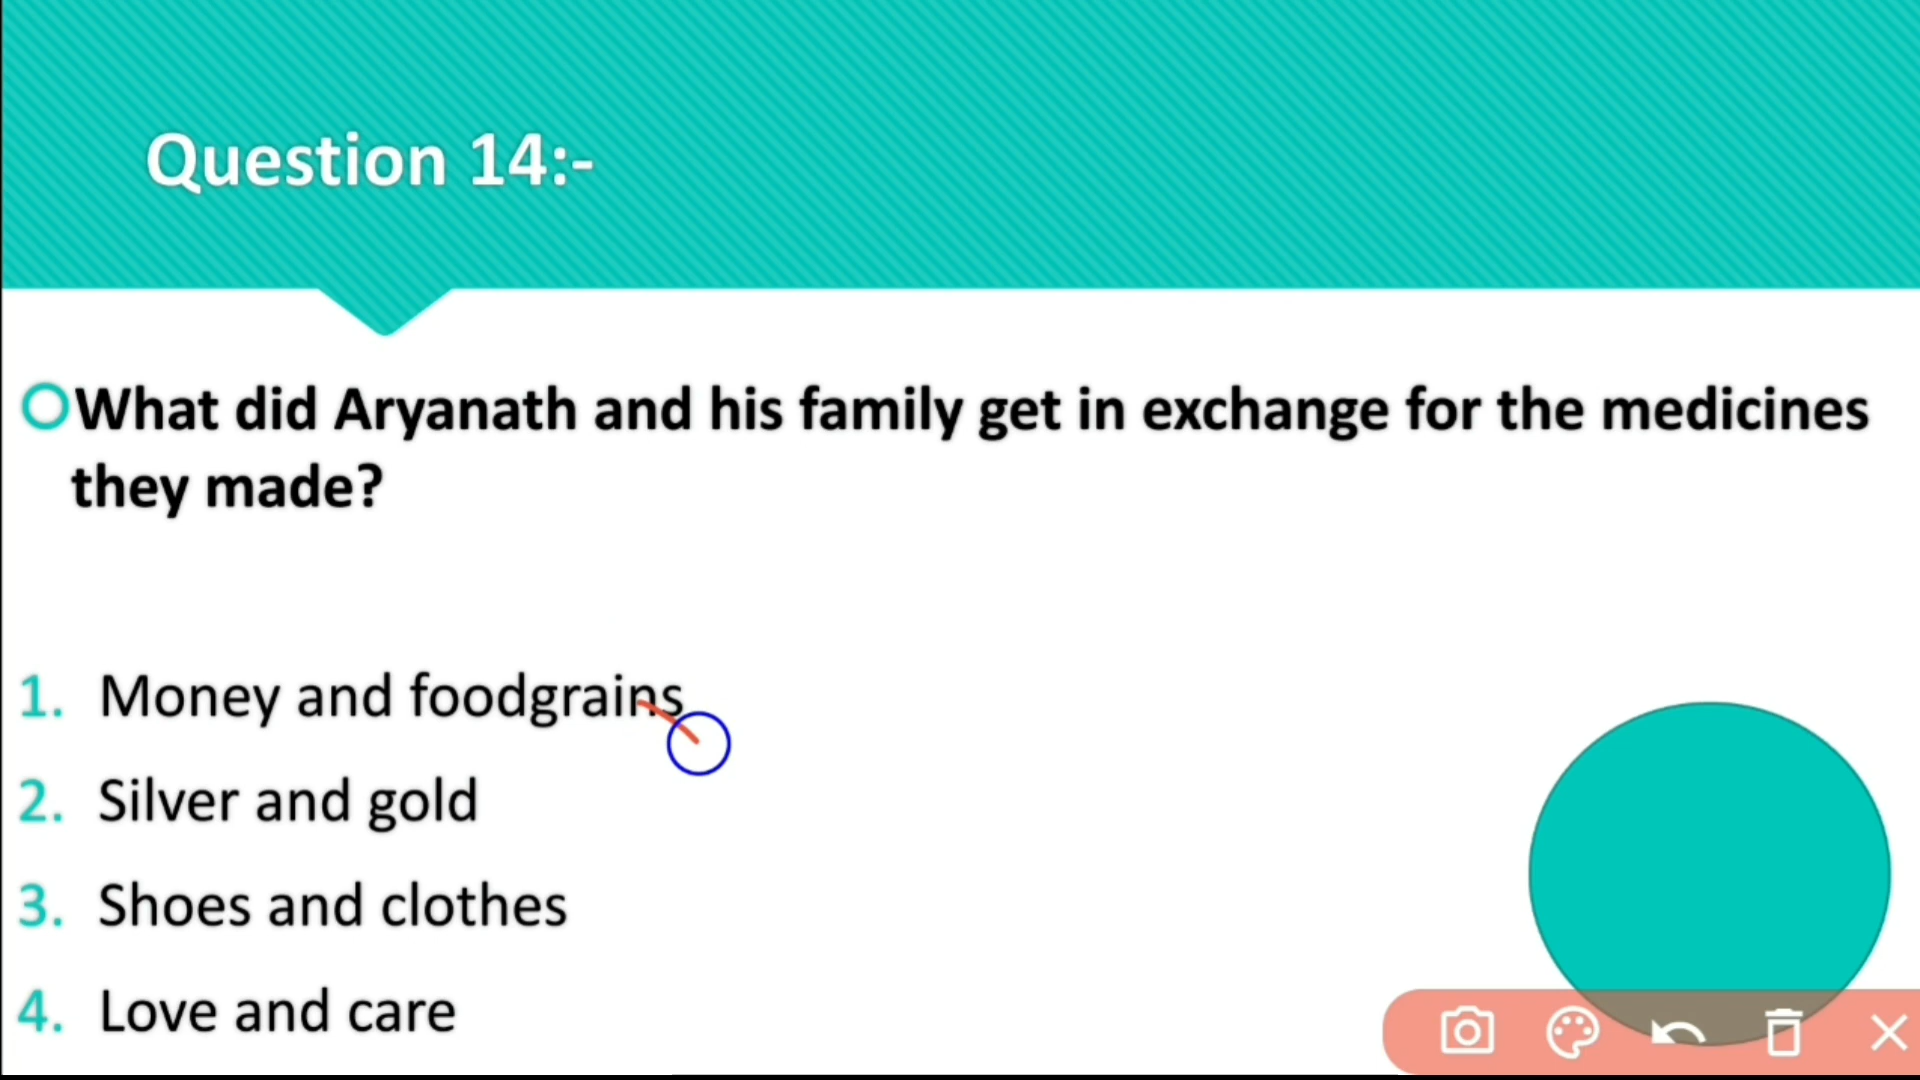 Question 14:-
What did Aryanath and his family get in exchange for the medicines
they made?
1. Money and foodgrains
2. Silver and gold
3. Shoes and clothes
4. Love and care